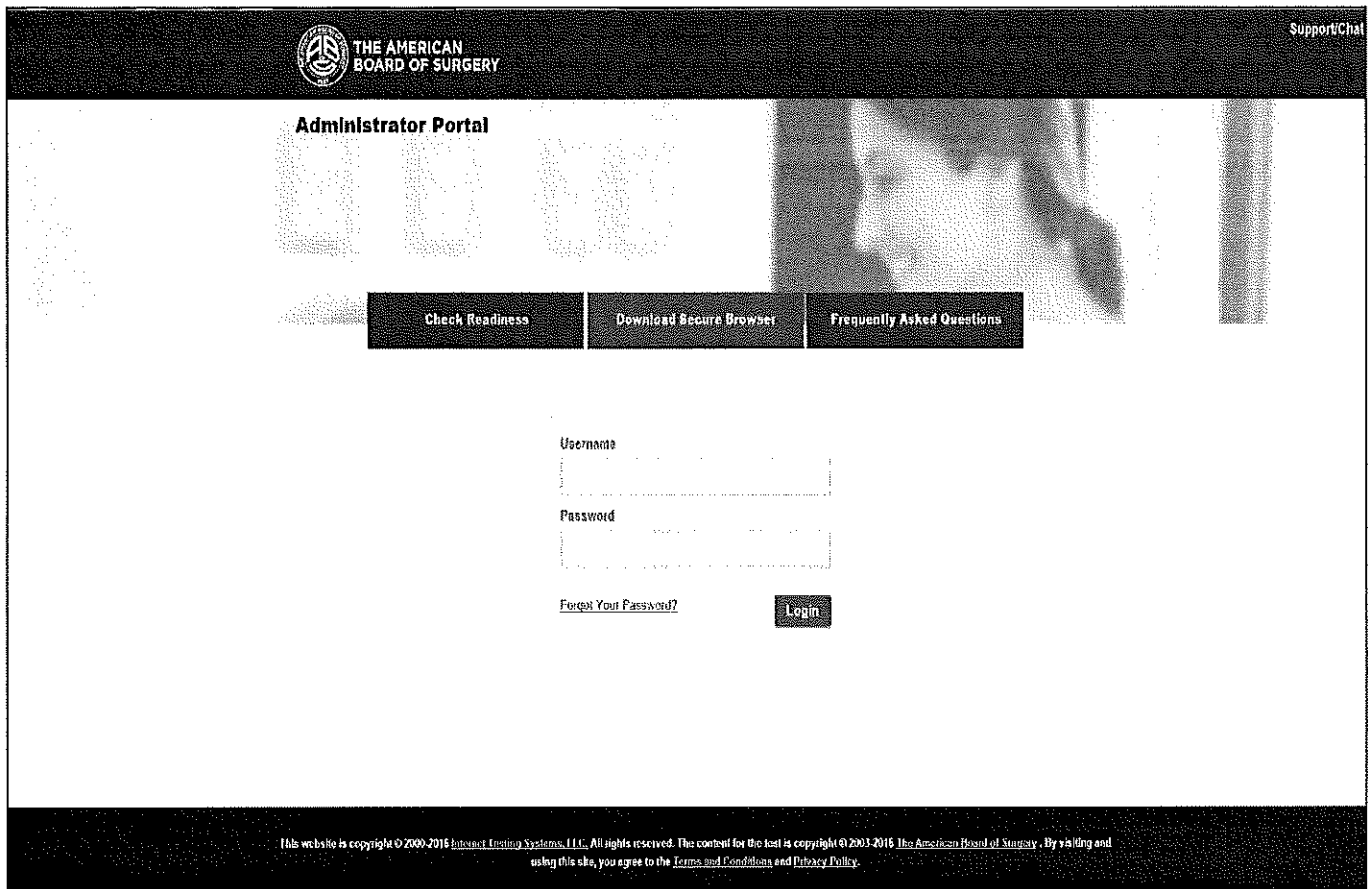 Support/Chat
THE AMERICAN
BOARD OF SURGERY
Administrator Portal
Check Readiness
Download Secure Browser
Frequently Asked Questions
Username
Password
Forgot Your Password?
Login
This website is copyright © 2000-2016 Internet Testing Systems, LLC. All rights reserved. The content for the test is copyright © 2003-2016 The American Board of Surgery . By visiting and
using this site, you agree to the Terms and Conditions and Privacy Policy.